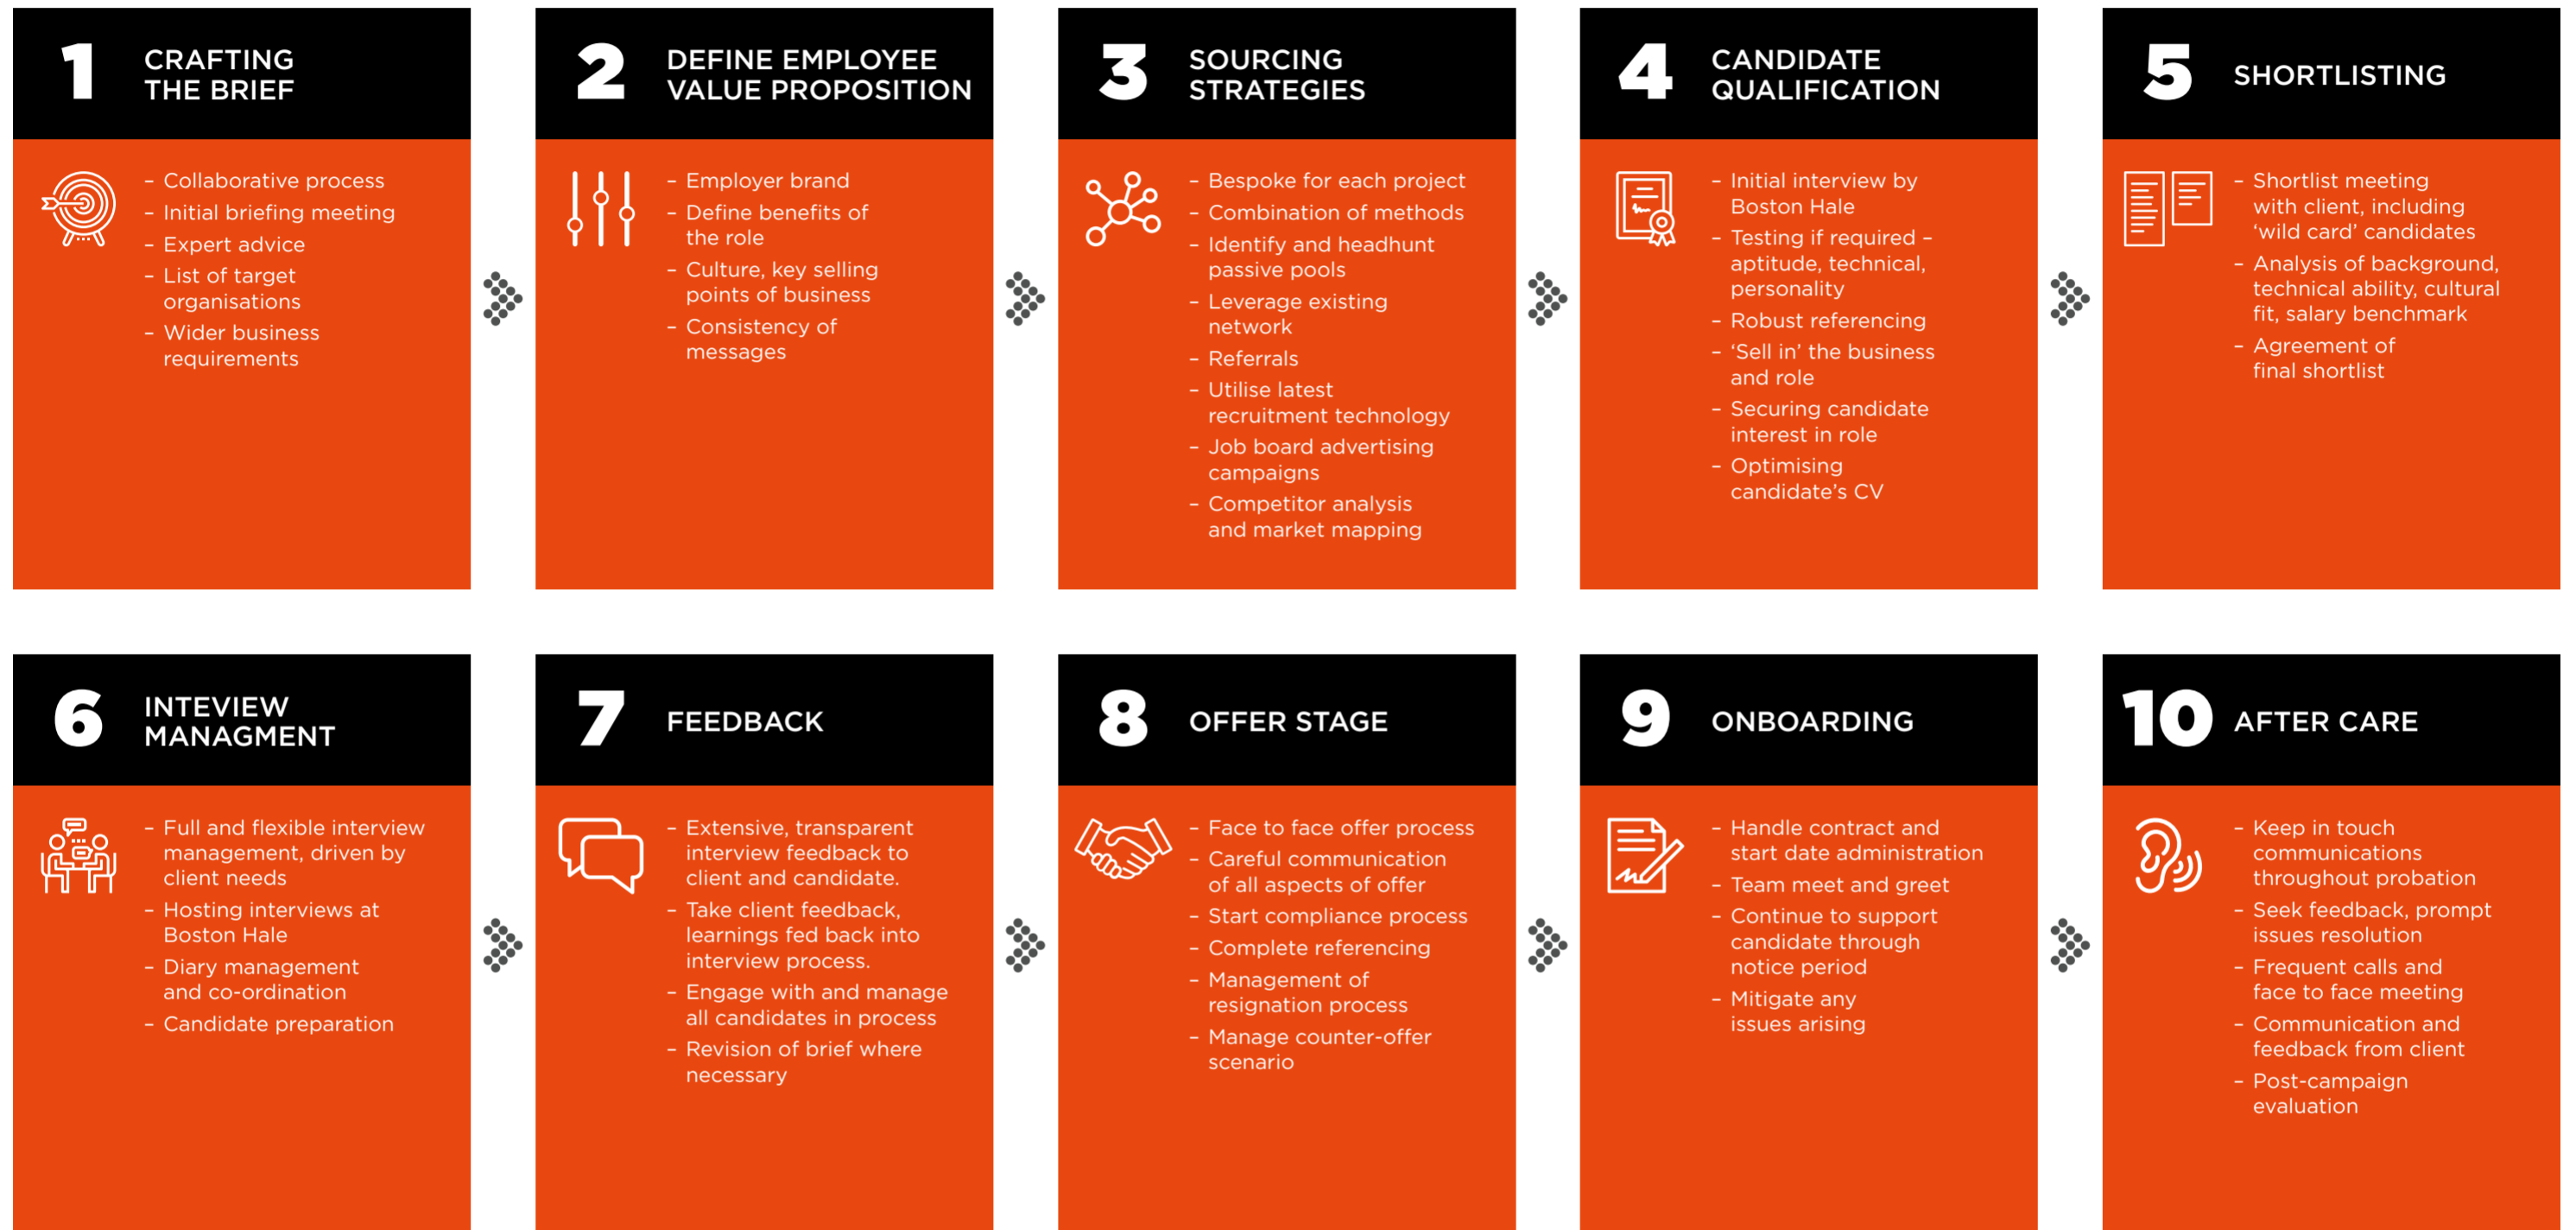 1
CRAFTING
THE BRIEF
– Collaborative process
– Initial briefing meeting
– Expert advice
– List of target
organisations
– Wider business
requirements
2
DEFINE EMPLOYEE
VALUE PROPOSITION
– Employer brand
– Define benefits of
the role
– Culture, key selling
points of business
– Consistency of
messages
3
SOURCING
STRATEGIES
– Bespoke for each project
– Combination of methods
– Identify and headhunt
passive pools
– Leverage existing
network
– Referrals
– Utilise latest
recruitment technology
– Job board advertising
campaigns
– Competitor analysis
and market mapping
4
CANDIDATE
QUALIFICATION
– Initial interview by
Boston Hale
– Testing if required –
aptitude, technical,
personality
– Robust referencing
– ‘Sell in’ the business
and role
– Securing candidate
interest in role
– Optimising
candidate’s CV
5
SHORTLISTING
– Shortlist meeting
with client, including
‘wild card’ candidates
– Analysis of background,
technical ability, cultural
fit, salary benchmark
– Agreement of
final shortlist
6
INTEVIEW
MANAGMENT
– Full and flexible interview
management, driven by
client needs
– Hosting interviews at
Boston Hale
– Diary management
and co-ordination
– Candidate preparation
7
FEEDBACK
– Extensive, transparent
interview feedback to
client and candidate.
– Take client feedback,
learnings fed back into
interview process.
– Engage with and manage
all candidates in process
– Revision of brief where
necessary
8
OFFER STAGE
– Face to face offer process
– Careful communication
of all aspects of offer
– Start compliance process
– Complete referencing
– Management of
resignation process
– Manage counter-offer
scenario
9
ONBOARDING
– Handle contract and
start date administration
– Team meet and greet
– Continue to support
candidate through
notice period
– Mitigate any
issues arising
10
AFTER CARE
– Keep in touch
communications
throughout probation
– Seek feedback, prompt
issues resolution
– Frequent calls and
face to face meeting
– Communication and
feedback from client
– Post-campaign
evaluation